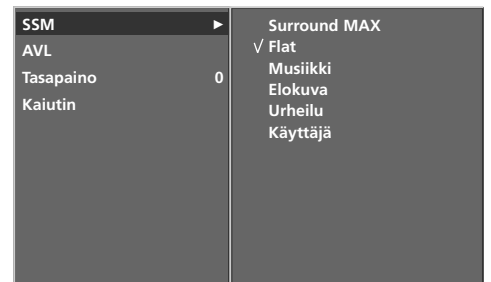 SSM ►
AVL
Tasapaino 0
Kaiutin
Surround MAX
√ Flat
Musiikki
Elokuva
Urheilu
Käyttäjä